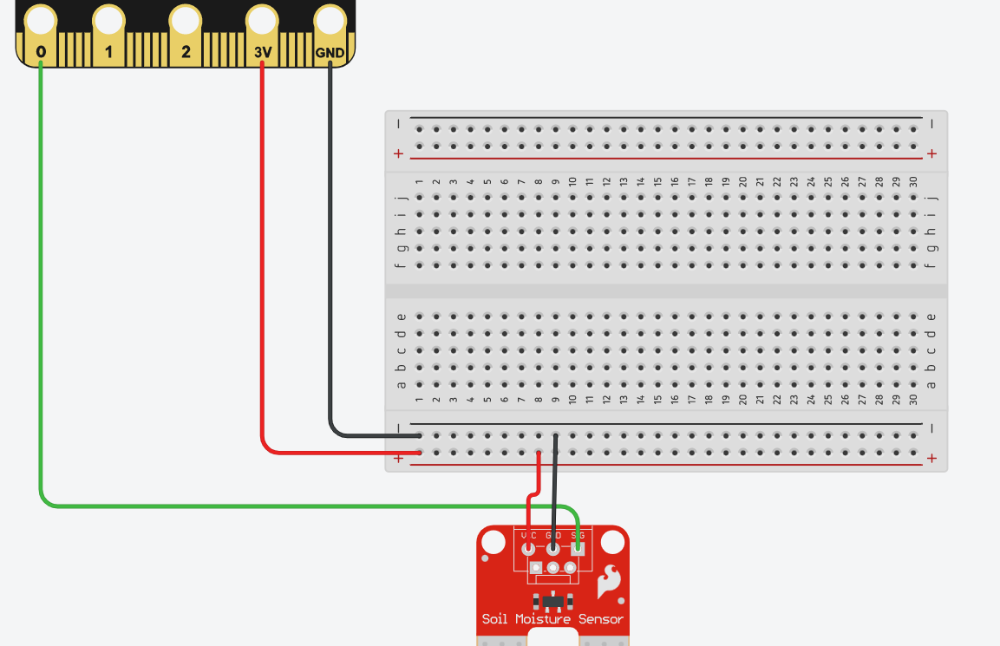 0 1 2 3V GND
− −
+ +
1 2 3 4 5 6 7 8 9 10 11 12 13 14 15 16 17 18 19 20 21 22 23 24 25 26 27 28 29 30
j j
i i
h h
g g
f f
e e
d d
c c
b b
a a
1 2 3 4 5 6 7 8 9 10 11 12 13 14 15 16 17 18 19 20 21 22 23 24 25 26 27 28 29 30
− −
+ +
Soil Moisture Sensor